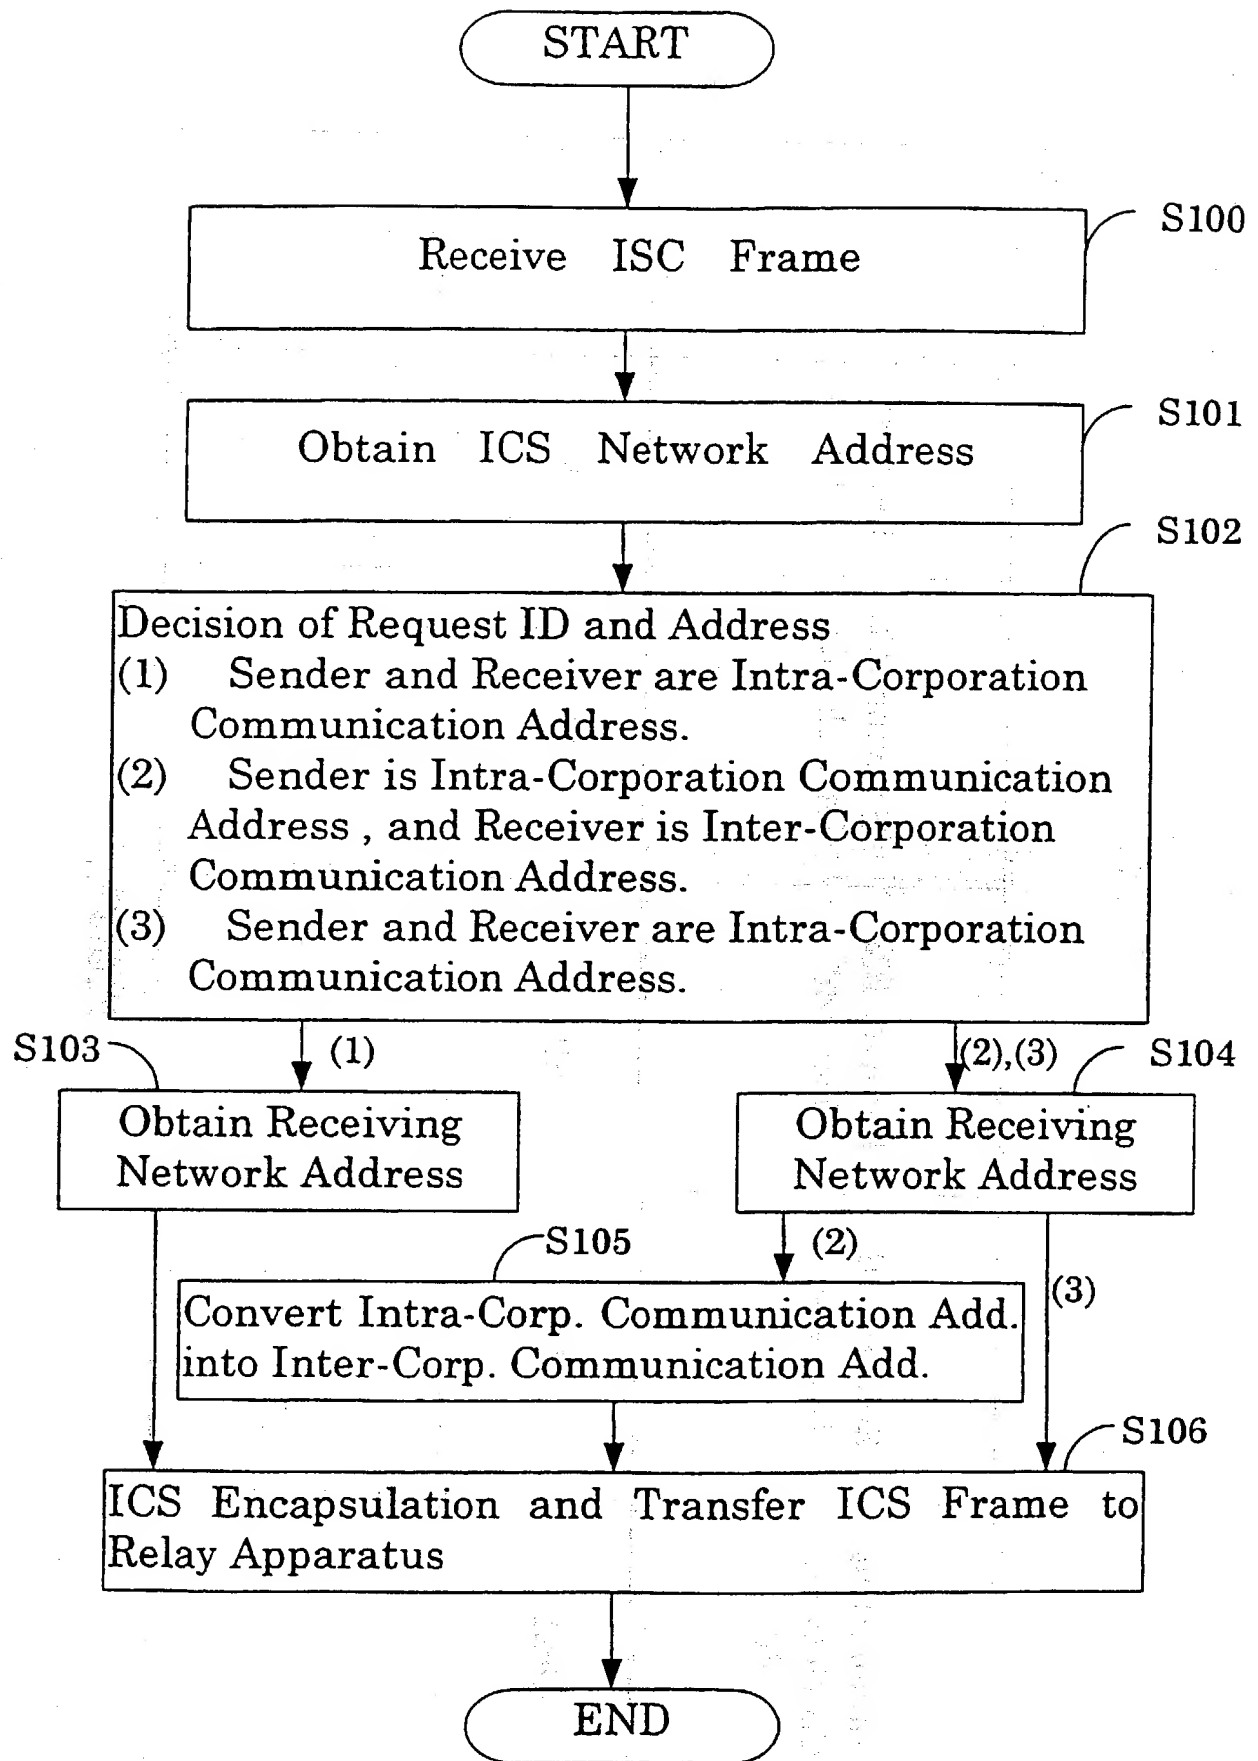 START
S100
Receive ISC Frame
S101
Obtain ICS Network Address
S102
Decision of Request ID and Address
(1) Sender and Receiver are Intra-Corporation
Communication Address.
(2) Sender is Intra-Corporation Communication
Address , and Receiver is Inter-Corporation
Communication Address.
(3) Sender and Receiver are Intra-Corporation
Communication Address.
S103
(1)
(2),(3)
S104
Obtain Receiving
Network Address
Obtain Receiving
Network Address
S105
(2)
(3)
Convert Intra-Corp. Communication Add.
into Inter-Corp. Communication Add.
S106
ICS Encapsulation and Transfer ICS Frame to
Relay Apparatus
END